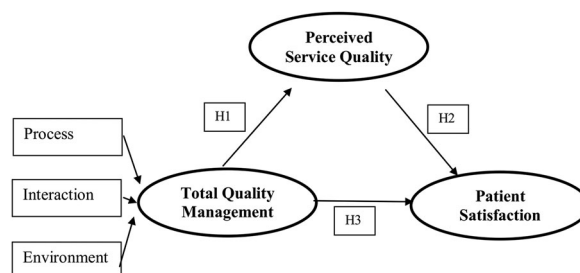 Perceived
Service Quality
H1
H2
Process
Interaction
Environment
Total Quality
Management
H3
Patient
Satisfaction